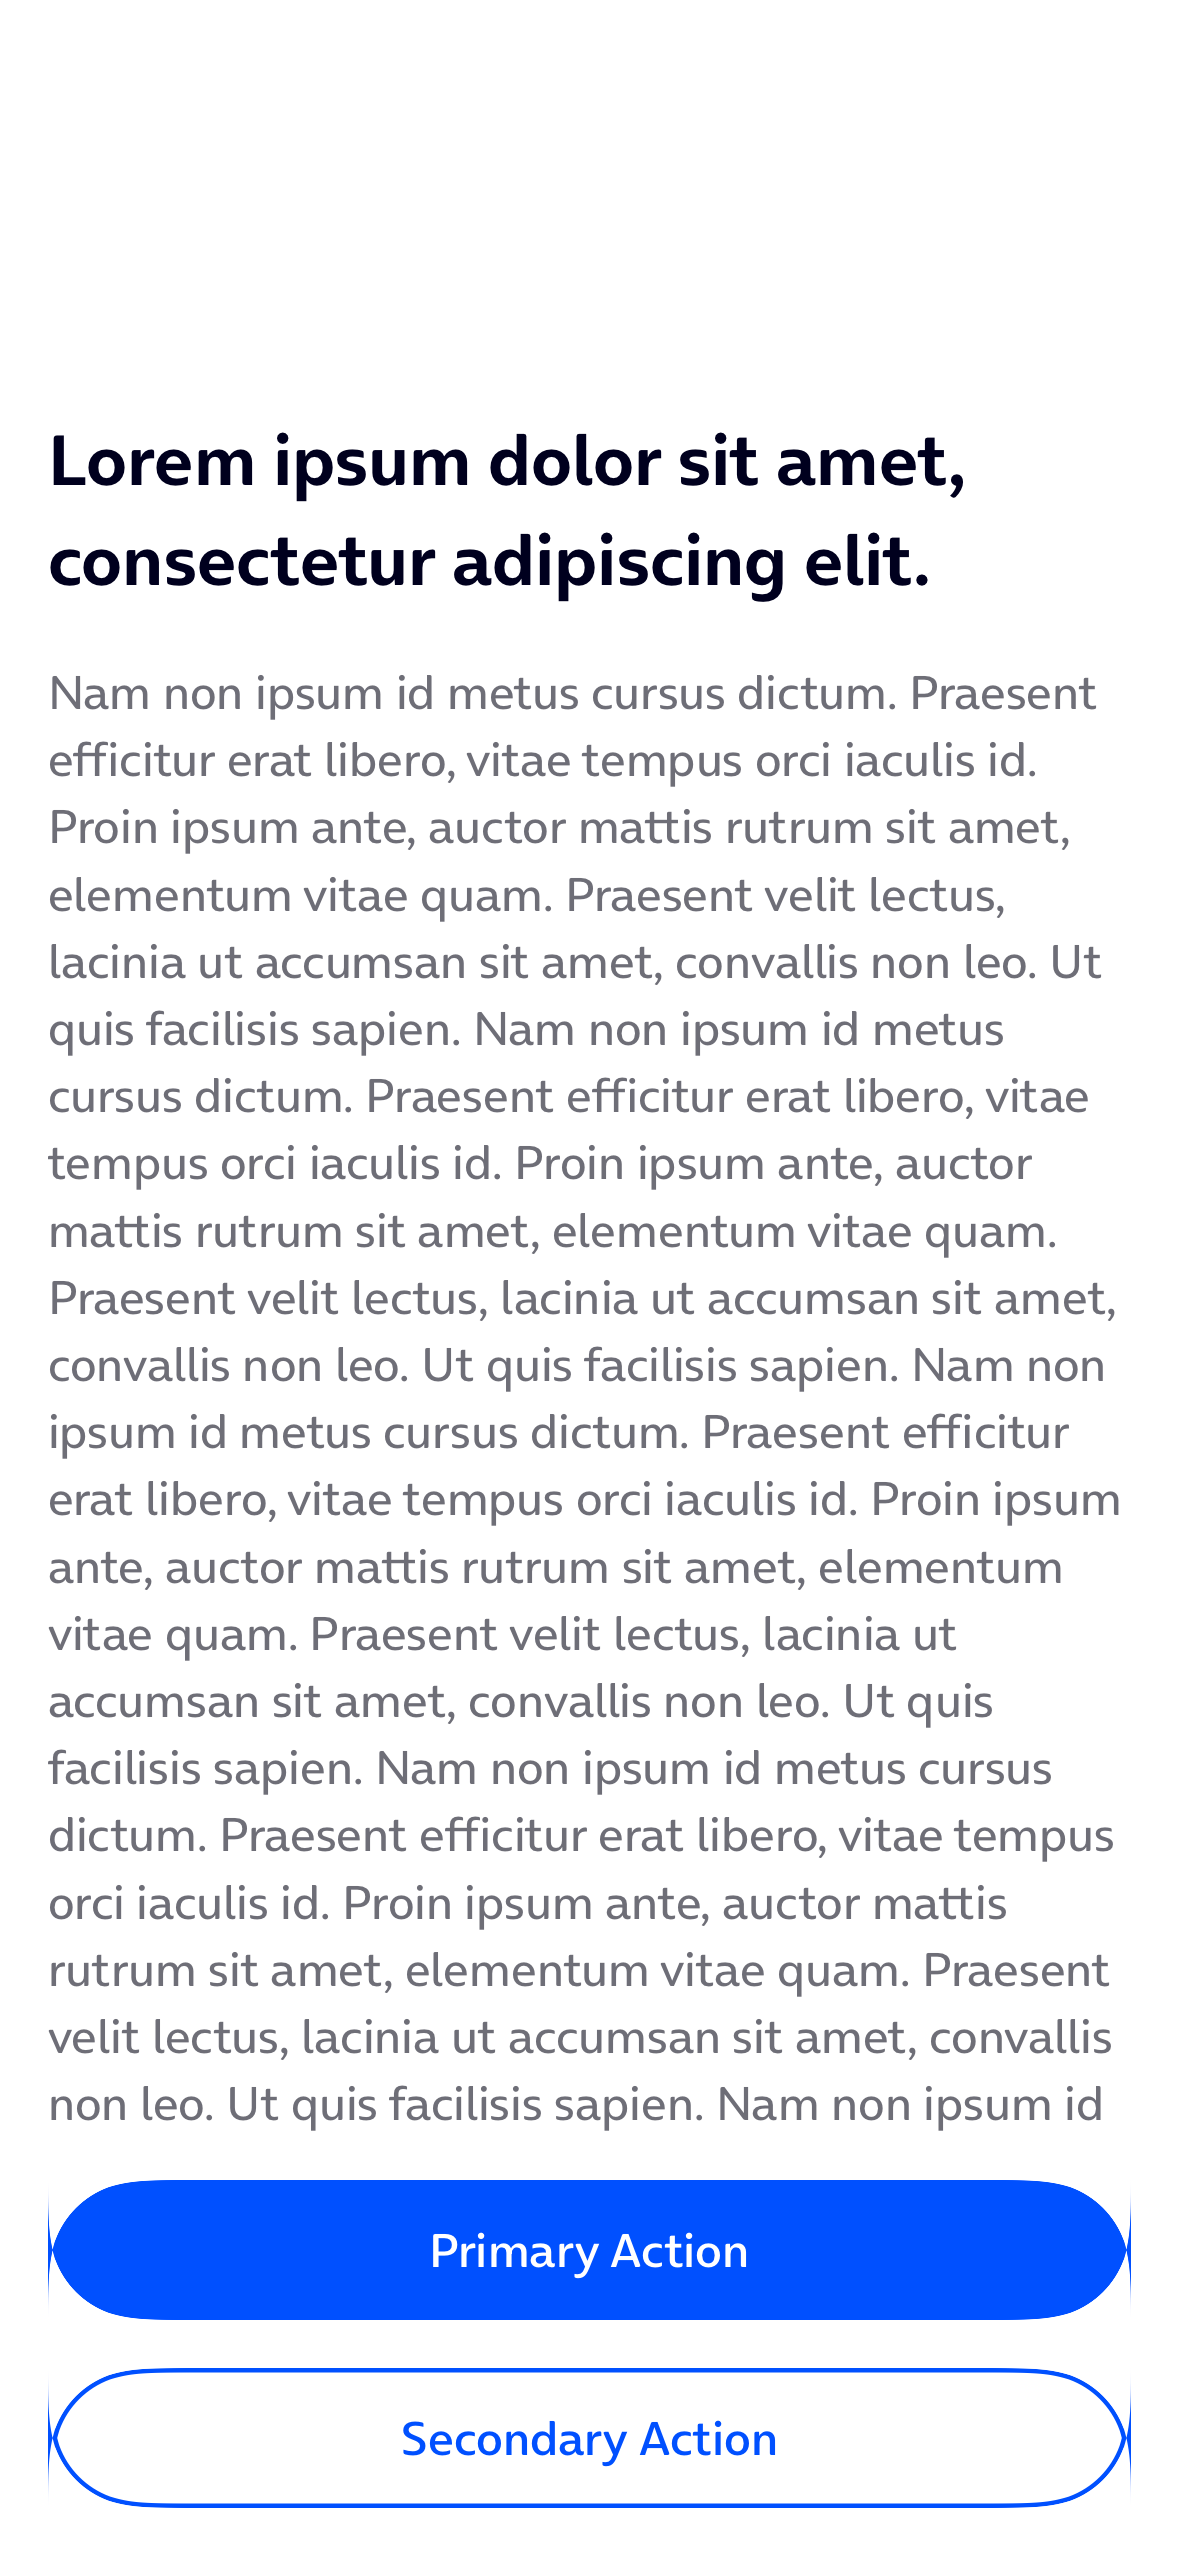 Lorem ipsum dolor sit amet,
consectetur adipiscing elit.
Nam non ipsum id metus cursus dictum. Praesent
efficitur erat libero, vitae tempus orci iaculis id.
Proin ipsum ante, auctor mattis rutrum sit amet,
elementum vitae quam. Praesent velit lectus,
lacinia ut accumsan sit amet, convallis non leo. Ut
quis facilisis sapien. Nam non ipsum id metus
cursus dictum. Praesent efficitur erat libero, vitae
tempus orci iaculis id. Proin ipsum ante, auctor
mattis rutrum sit amet, elementum vitae quam.
Praesent velit lectus, lacinia ut accumsan sit amet,
convallis non leo. Ut quis facilisis sapien. Nam non
ipsum id metus cursus dictum. Praesent efficitur
erat libero, vitae tempus orci iaculis id. Proin ipsum
ante, auctor mattis rutrum sit amet, elementum
vitae quam. Praesent velit lectus, lacinia ut
accumsan sit amet, convallis non leo. Ut quis
facilisis sapien. Nam non ipsum id metus cursus
dictum. Praesent efficitur erat libero, vitae tempus
orci iaculis id. Proin ipsum ante, auctor mattis
rutrum sit amet, elementum vitae quam. Praesent
velit lectus, lacinia ut accumsan sit amet, convallis
non leo. Ut quis facilisis sapien. Nam non ipsum id
Primary Action
Secondary Action